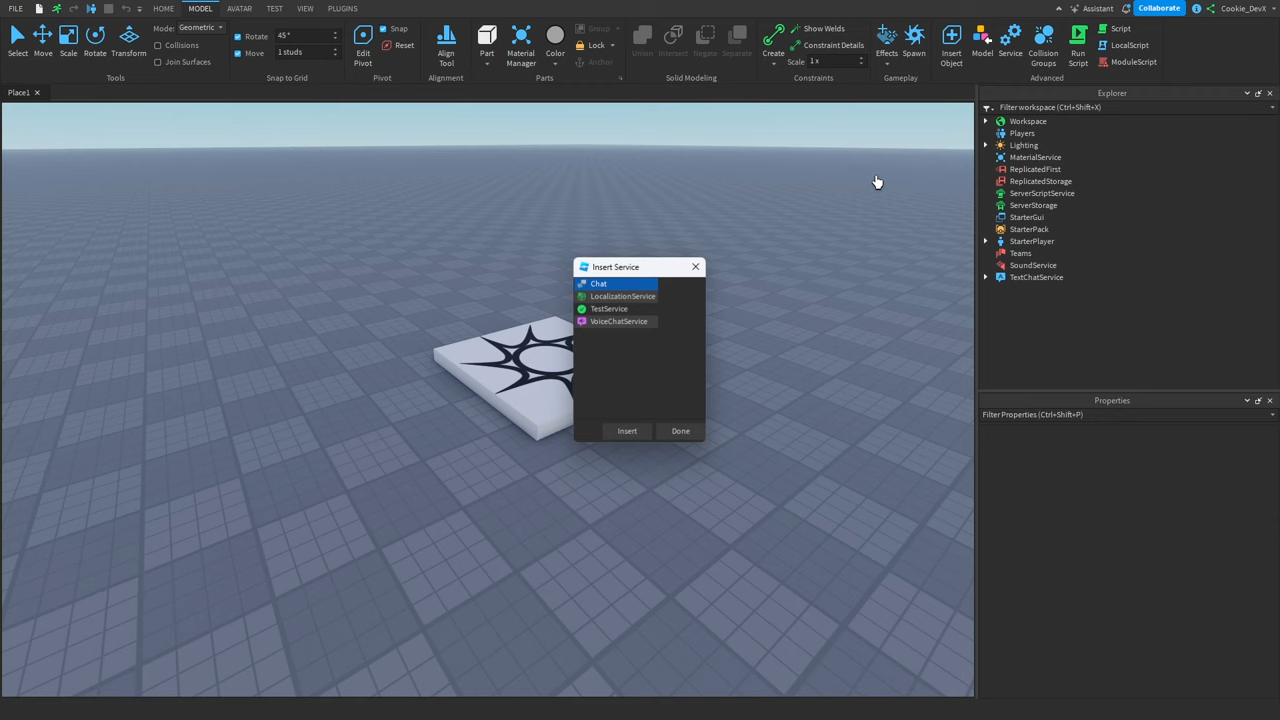 FILE HOME MODEL AVATAR TEST VIEW PLUGINS Assistant Collaborate Cookie_DevX
Select Move Scale Rotate Transform
Mode: Geometric
Collisions
Join Surfaces
Tools
Rotate 45°
Move 1 studs
Snap to Grid
Edit Pivot
Snap
Reset
Pivot
Align Tool
Alignment
Part
Material Manager
Color
Group
Lock
Anchor
Parts
Union Intersect Negate Separate
Solid Modeling
Create
Show Welds
Constraint Details
Scale 1 x
Constraints
Effects Spawn
Gameplay
Insert Object
Model
Service
Collision Groups
Run Script
Script
LocalScript
ModuleScript
Advanced
Place1
Insert Service
Chat
LocalizationService
TestService
VoiceChatService
Insert Done
Explorer
Filter workspace (Ctrl+Shift+X)
Workspace
Players
Lighting
MaterialService
ReplicatedFirst
ReplicatedStorage
ServerScriptService
ServerStorage
StarterGui
StarterPack
StarterPlayer
Teams
SoundService
TextChatService
Properties
Filter Properties (Ctrl+Shift+P)